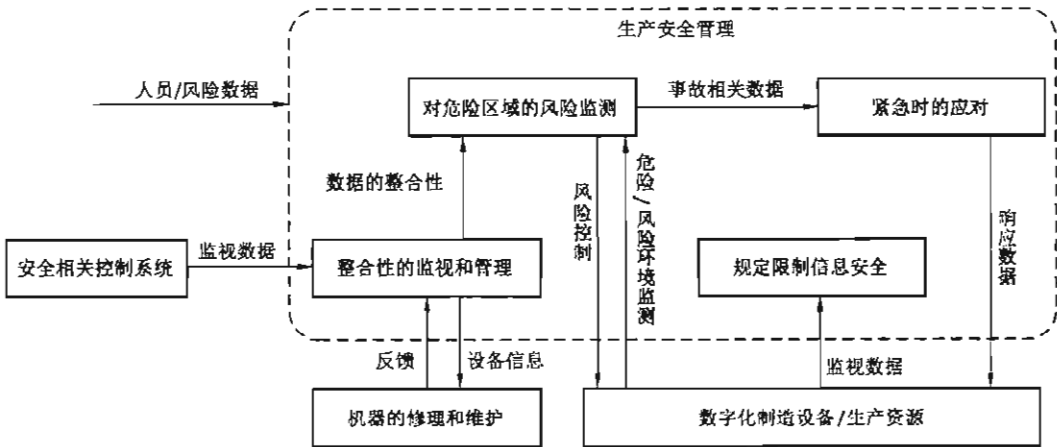 生产安全管理
人员/风险数据
对危险区域的风险监测
事故相关数据
紧急时的应对
数据的整合性
风险控制
危险/风险环境监测
响应数据
安全相关控制系统
监视数据
整合性的监视和管理
规定限制信息安全
反馈
设备信息
监视数据
机器的修理和维护
数字化制造设备/生产资源